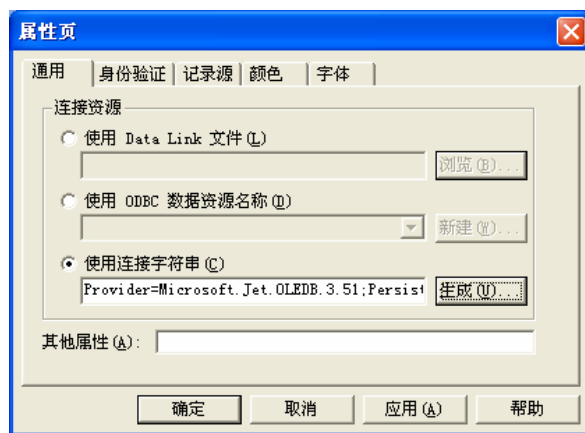 属性页
通用 身份验证 记录源 颜色 字体
连接资源
使用 Data Link 文件(L)
浏览(B)...
使用 ODBC 数据资源名称(D)
新建(W)...
使用连接字符串(C)
Provider=Microsoft.Jet.OLEDB.3.51;Persist
生成(U)...
其他属性(A):
确定 取消 应用(A) 帮助